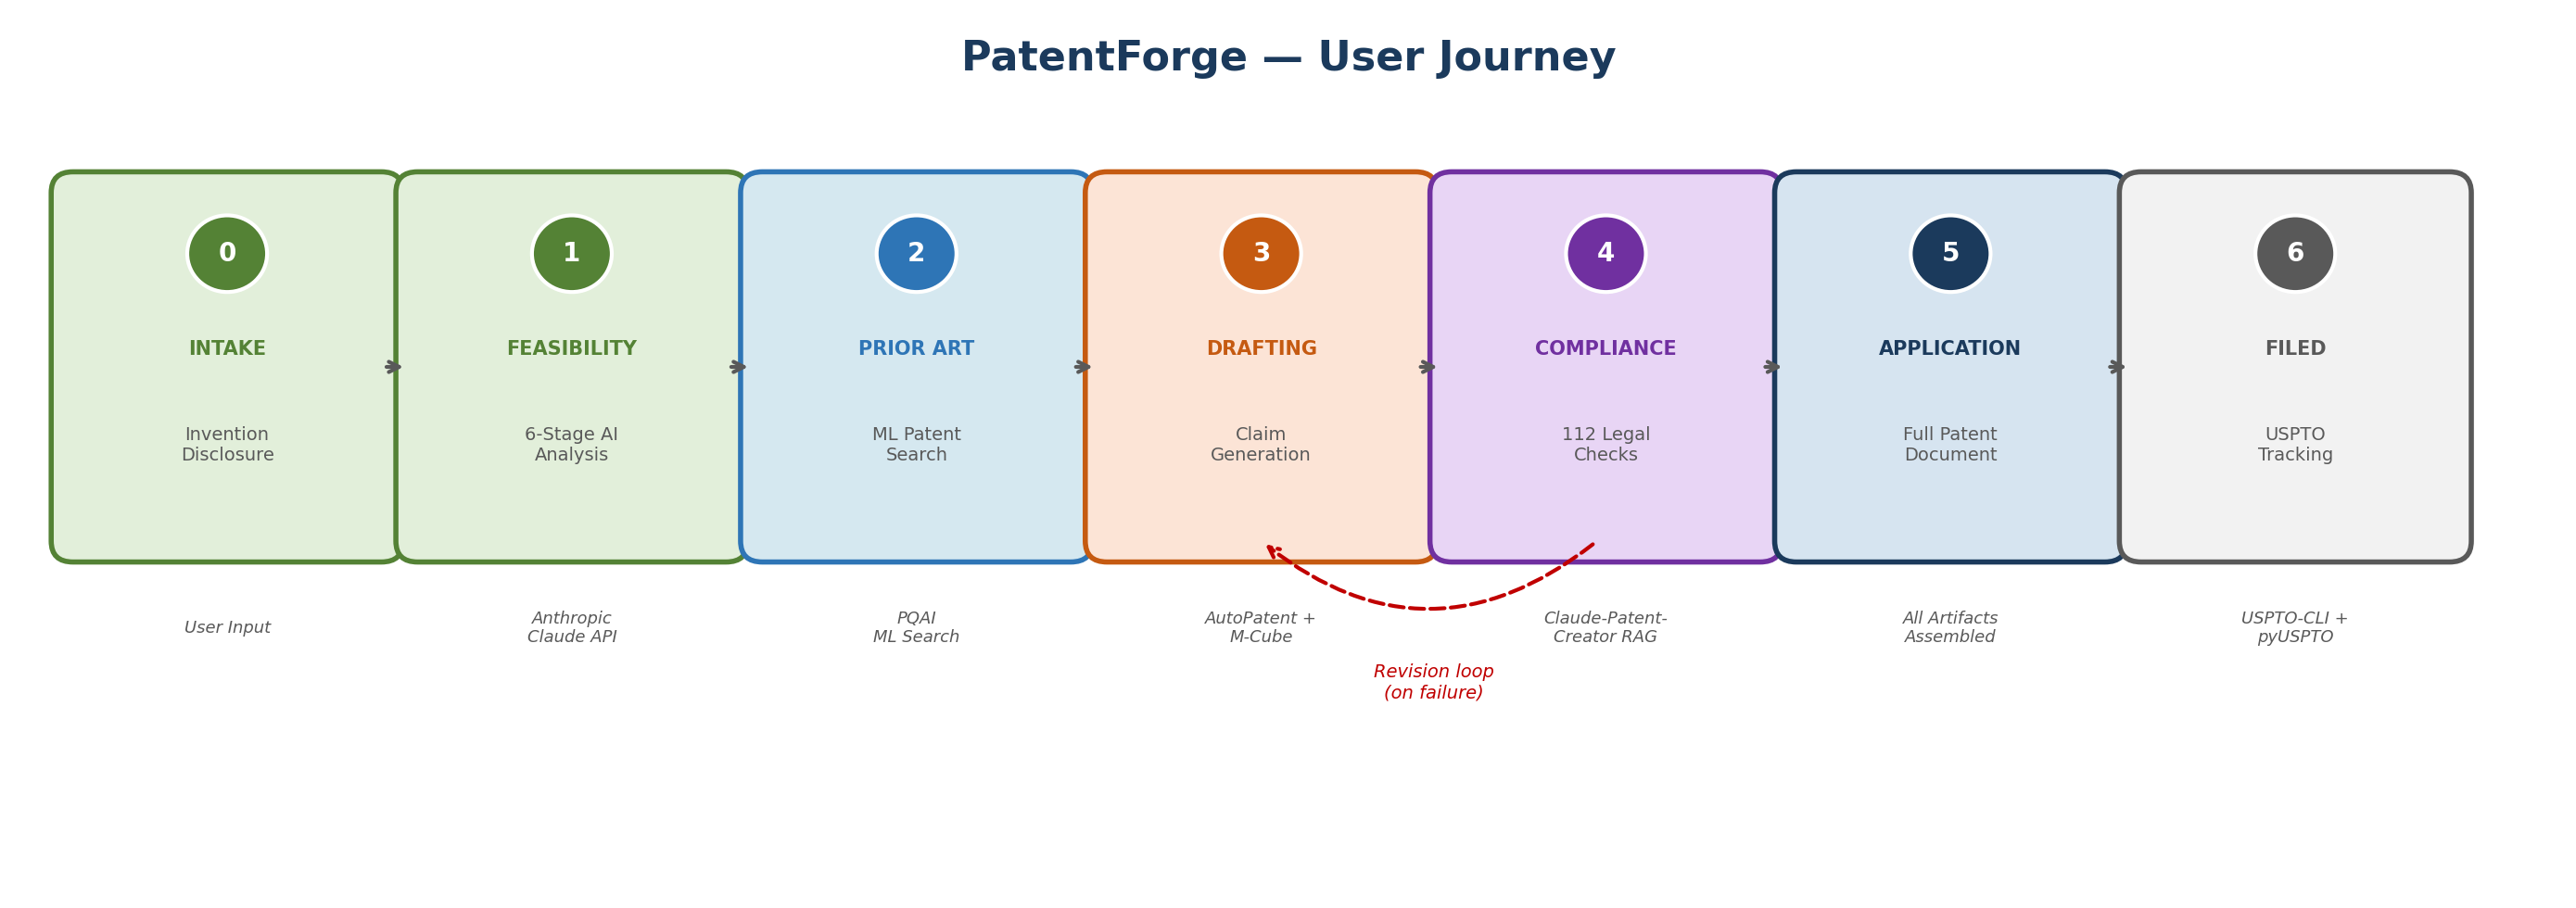 PatentForge — User Journey
0
INTAKE
Invention
Disclosure
User Input
1
FEASIBILITY
6-Stage AI
Analysis
Anthropic
Claude API
2
PRIOR ART
ML Patent
Search
PQAI
ML Search
3
DRAFTING
Claim
Generation
AutoPatent +
M-Cube
4
COMPLIANCE
112 Legal
Checks
Claude-Patent-
Creator RAG
Revision loop
(on failure)
5
APPLICATION
Full Patent
Document
All Artifacts
Assembled
6
FILED
USPTO
Tracking
USPTO-CLI +
pyUSPTO